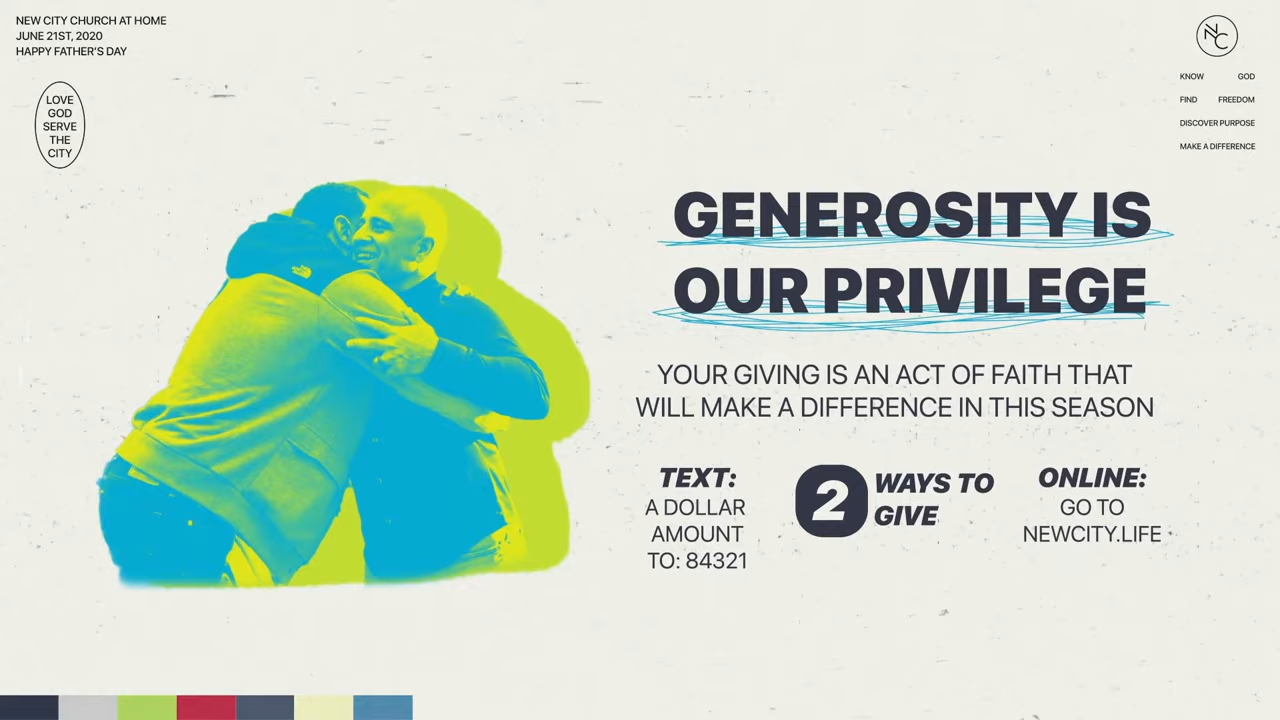 NEW CITY CHURCH AT HOME
JUNE 21ST, 2020
HAPPY FATHER'S DAY
LOVE
GOD
SERVE
THE
CITY
NC
KNOW GOD
FIND FREEDOM
DISCOVER PURPOSE
MAKE A DIFFERENCE
GENEROSITY IS
OUR PRIVILEGE
YOUR GIVING IS AN ACT OF FAITH THAT
WILL MAKE A DIFFERENCE IN THIS SEASON
TEXT:
A DOLLAR
AMOUNT
TO: 84321
2 WAYS TO
GIVE
ONLINE:
GO TO
NEWCITY.LIFE